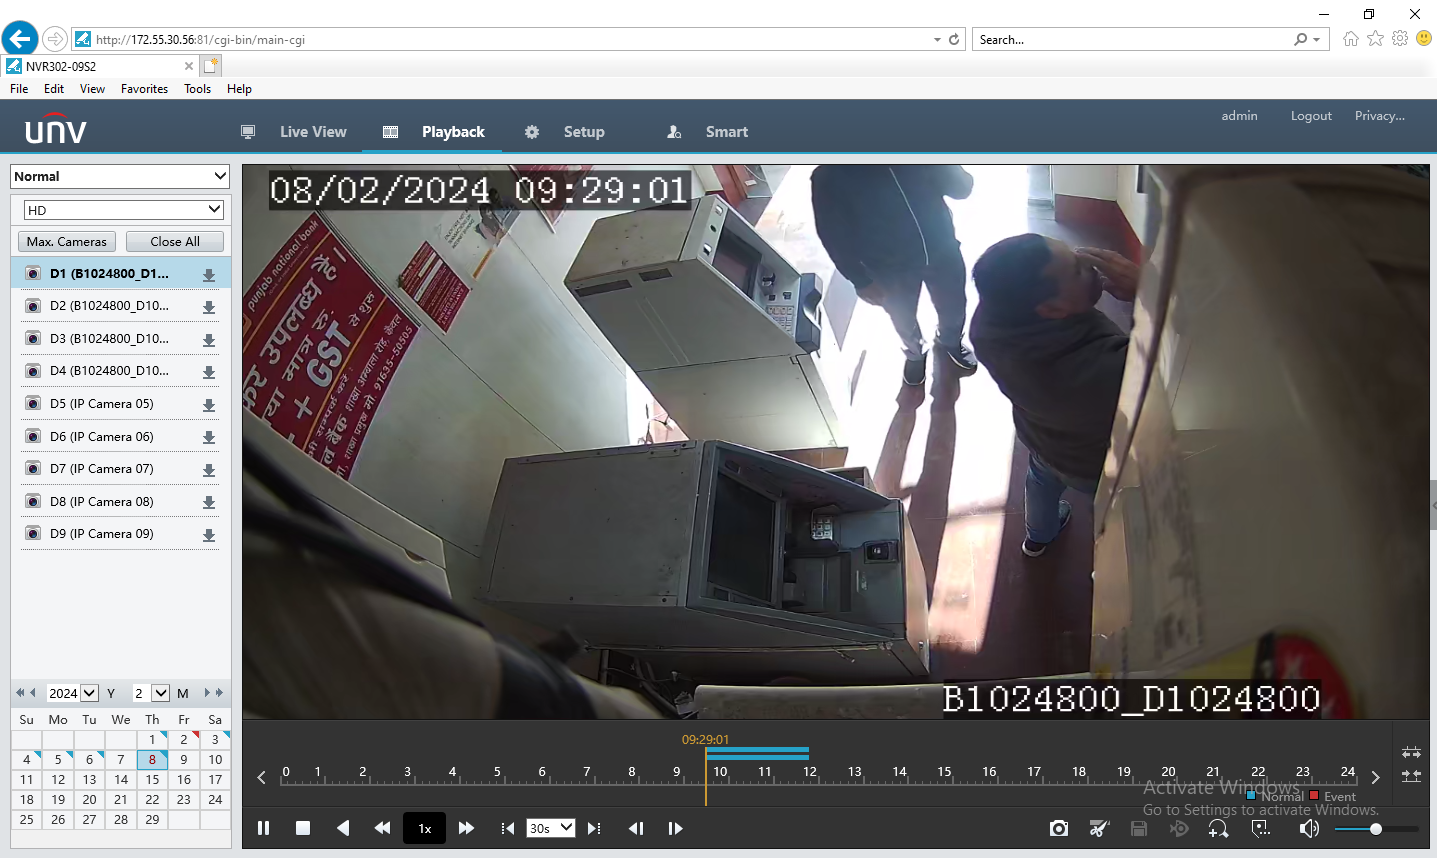 http://172.55.30.56:81/cgi-bin/main-cgi
Search...
NVR302-09S2
File Edit View Favorites Tools Help
unv
Live View Playback Setup Smart
admin Logout Privacy...
Normal
HD
Max. Cameras Close All
D1 (B1024800_D1...
D2 (B1024800_D10...
D3 (B1024800_D10...
D4 (B1024800_D10...
D5 (IP Camera 05)
D6 (IP Camera 06)
D7 (IP Camera 07)
D8 (IP Camera 08)
D9 (IP Camera 09)
2024 Y 2 M
Su Mo Tu We Th Fr Sa
1 2 3
4 5 6 7 8 9 10
11 12 13 14 15 16 17
18 19 20 21 22 23 24
25 26 27 28 29
08/02/2024 09:29:01
punjab national bank
उपलब्ध है।
मात्र रु.
+ GST से शुरू
91635-50505
B1024800_D1024800
09:29:01
0 1 2 3 4 5 6 7 8 9 10 11 12 13 14 15 16 17 18 19 20 21 22 23 24
Normal Event
Activate Windows
Go to Settings to activate Windows.
1x
30s